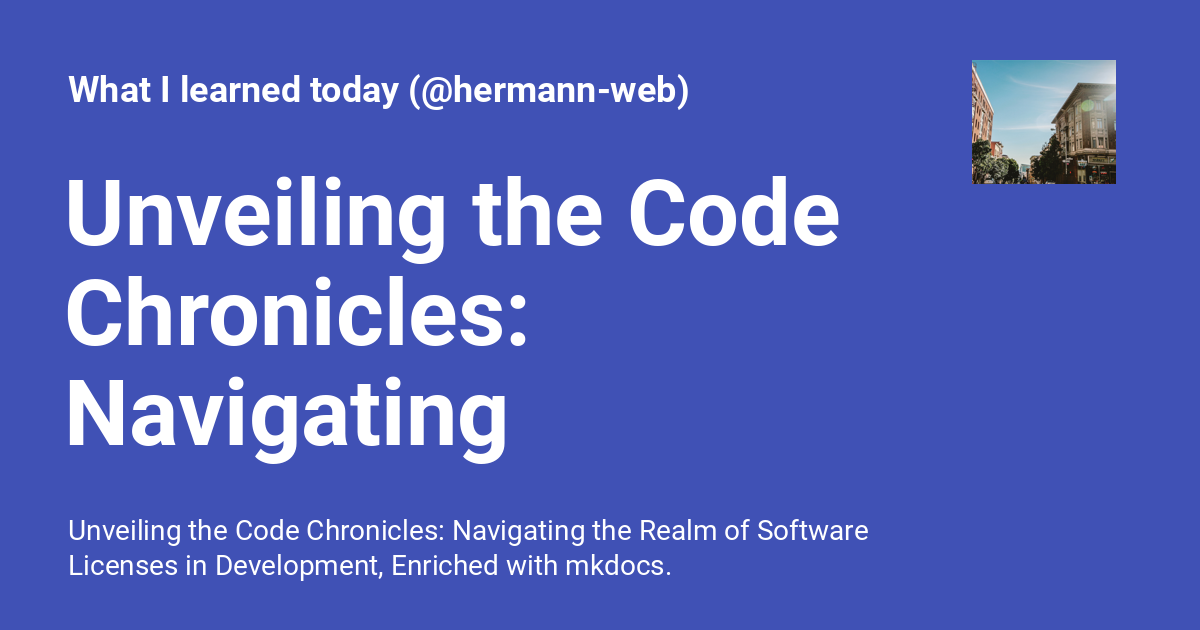 What I learned today (@hermann-web)
Unveiling the Code
Chronicles:
Navigating
Unveiling the Code Chronicles: Navigating the Realm of Software
Licenses in Development, Enriched with mkdocs.